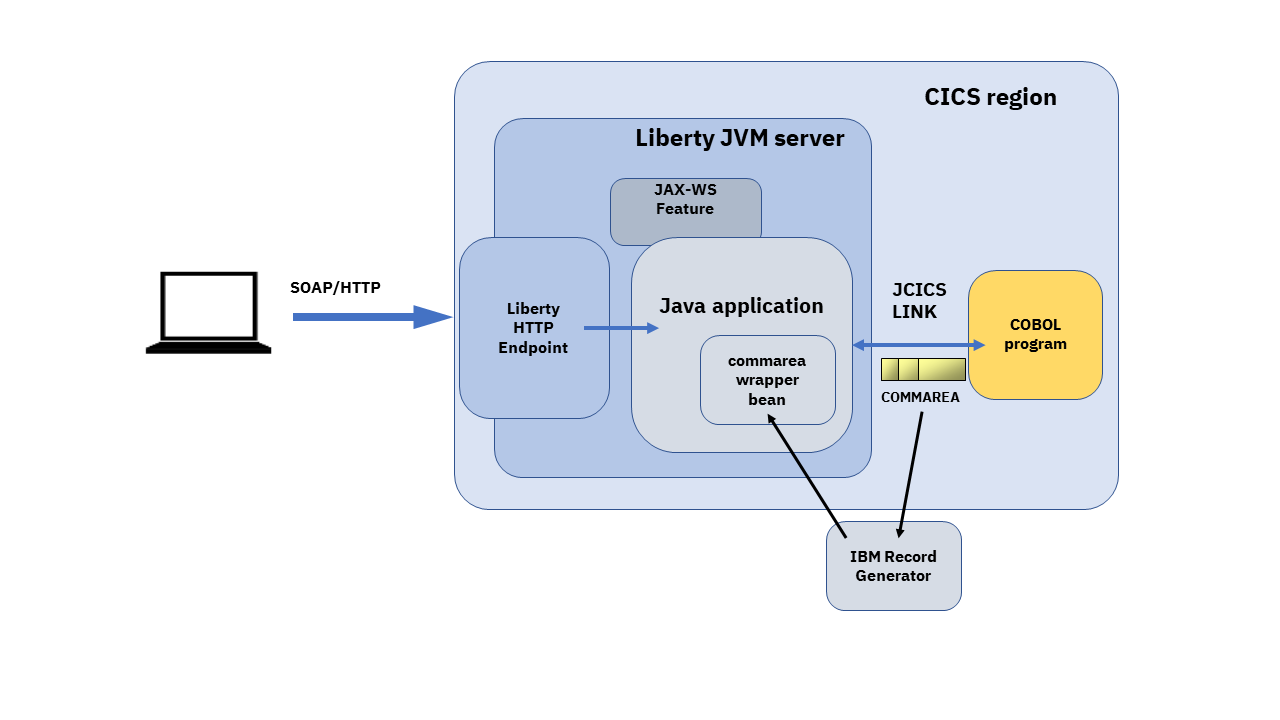 CICS region
Liberty JVM server
JAX-WS
Feature
SOAP/HTTP
Liberty
HTTP
Endpoint
Java application
commarea
wrapper
bean
JCICS
LINK
COMMAREA
COBOL
program
IBM Record
Generator